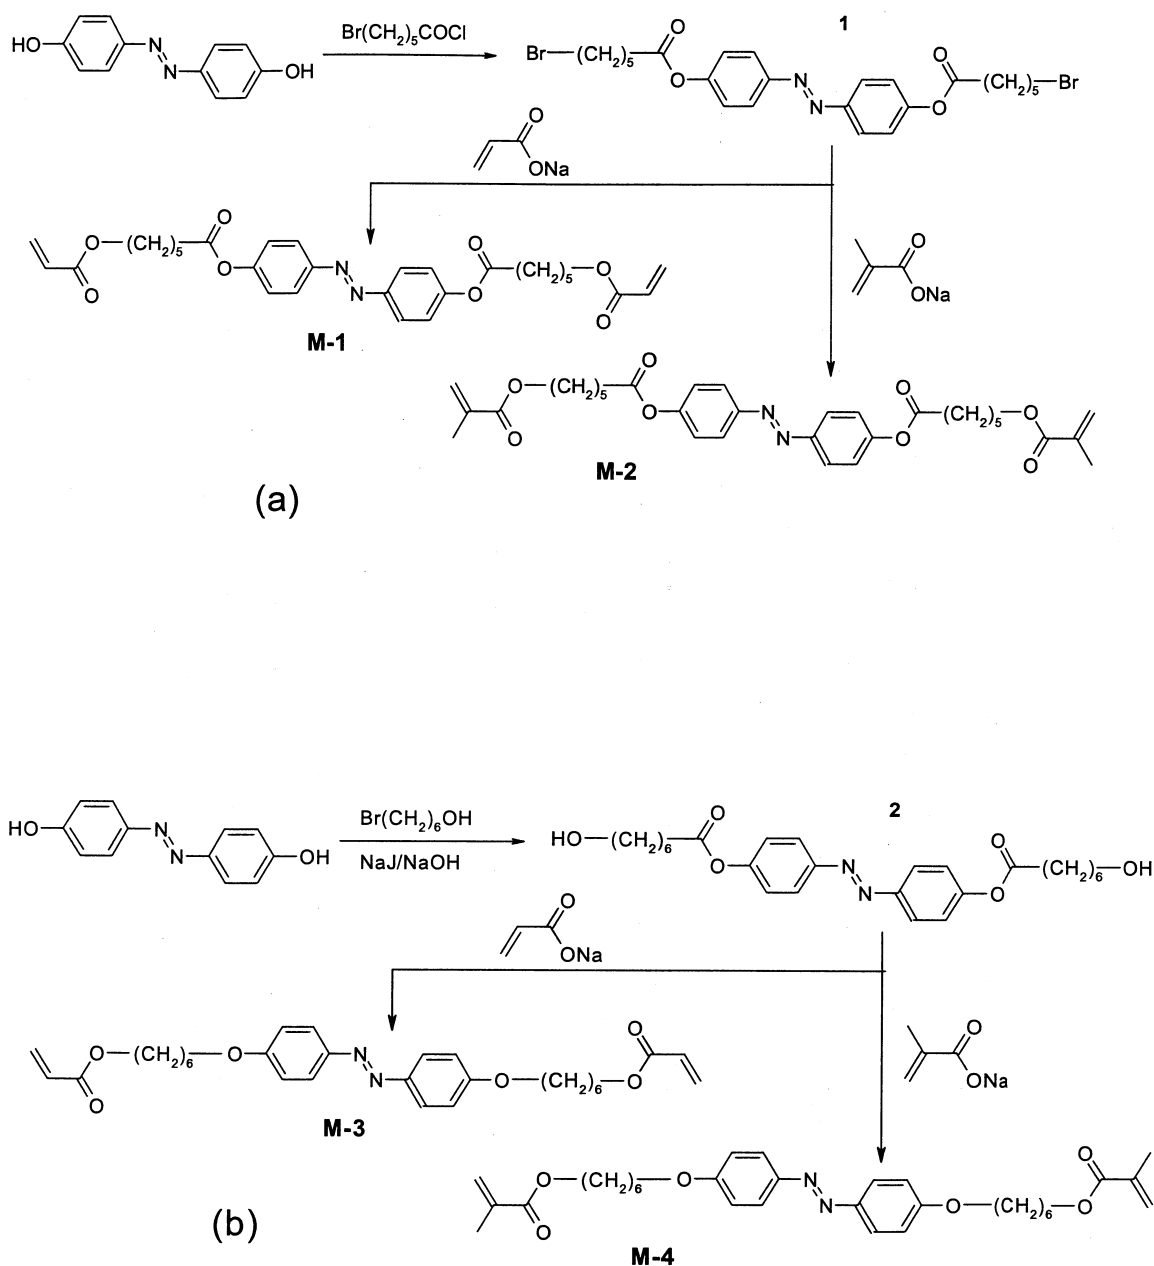 HO
N
N
OH
Br(CH2)5COCl
1
Br
(CH2)5
O
O
N
N
O
O
(CH2)5
Br
O
ONa
O
O
(CH2)5
O
O
N
N
O
O
(CH2)5
O
O
M-1
O
ONa
O
O
(CH2)5
O
O
N
N
O
O
(CH2)5
O
O
M-2
(a)
HO
N
N
OH
Br(CH2)6OH
NaJ/NaOH
2
HO
(CH2)6
O
O
N
N
O
O
(CH2)6
OH
O
ONa
O
O
(CH2)6
O
N
N
O
(CH2)6
O
O
M-3
O
ONa
O
O
(CH2)6
O
N
N
O
(CH2)6
O
O
M-4
(b)